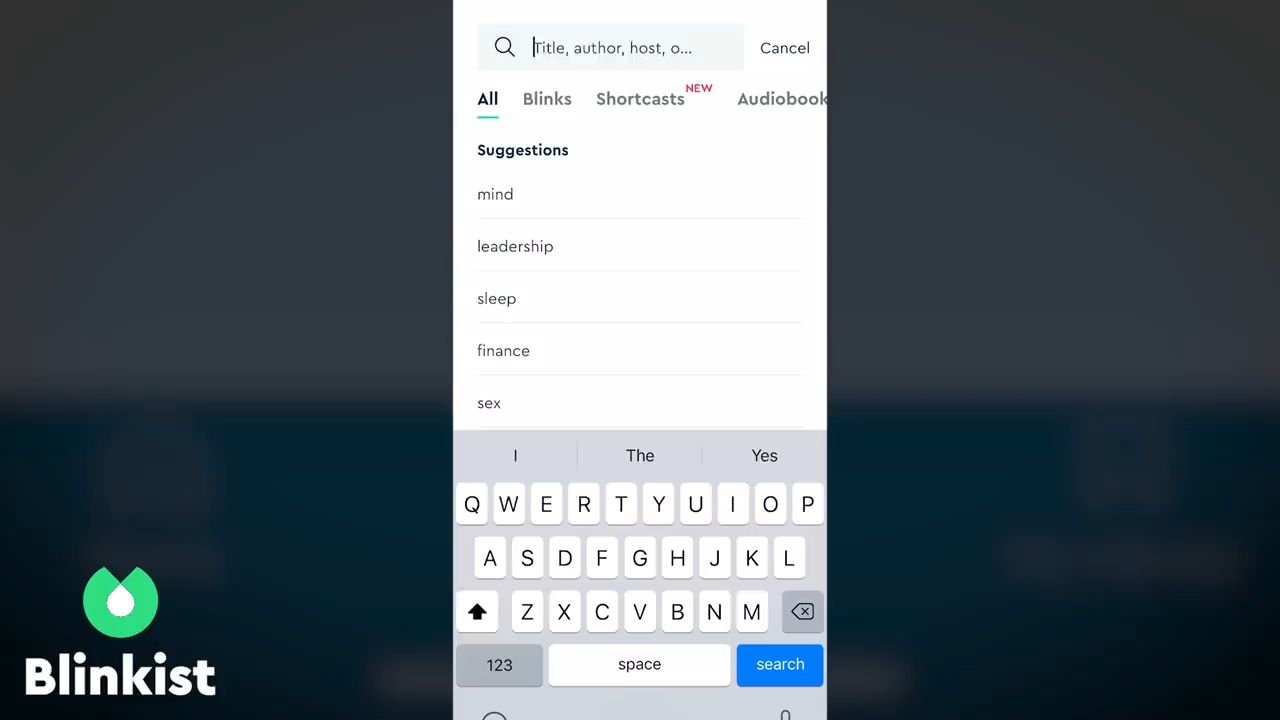 Title, author, host, o... Cancel
All Blinks Shortcasts NEW Audiobook
Suggestions
mind
leadership
sleep
finance
sex
I The Yes
Q W E R T Y U I O P
A S D F G H J K L
Z X C V B N M
123 space search
Blinkist